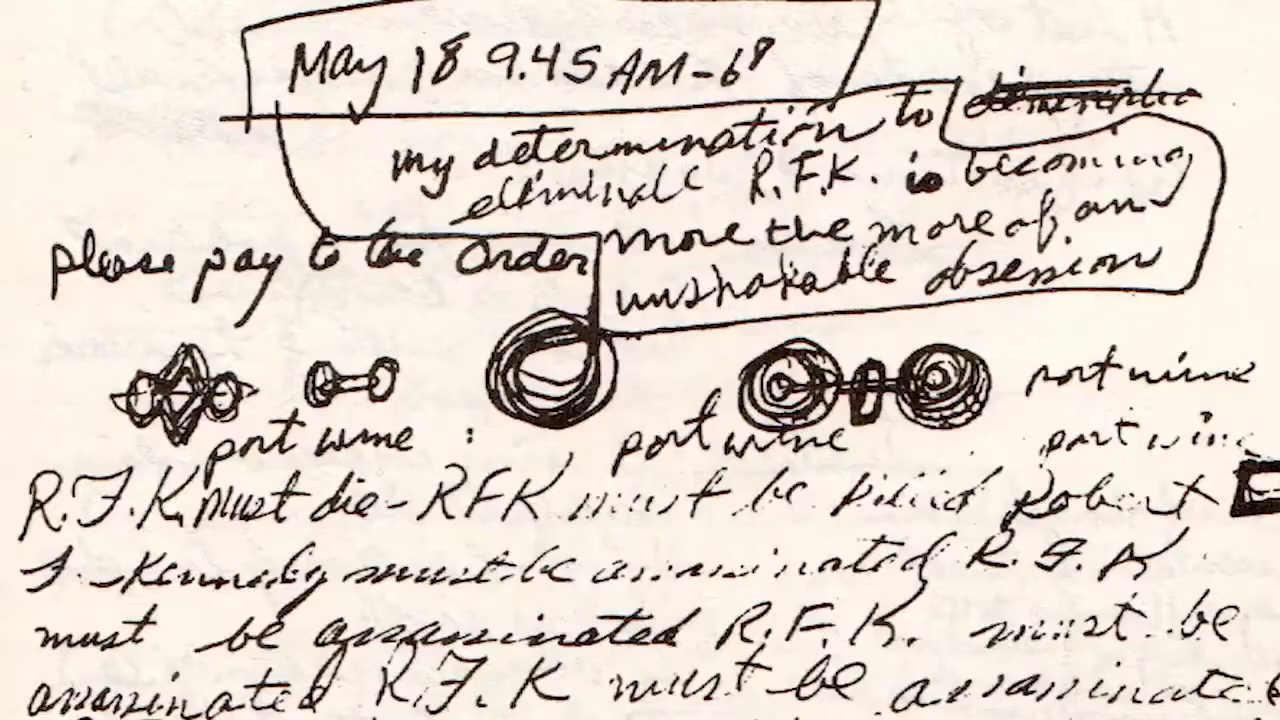 May 18 9.45 AM-68
my determination to
eliminate R.F.K. is becoming
please pay to the Order
more the more of an
unshakable obsession
port wine
port wine : port wine
port wine
R.F.K. must die - RFK must be killed Robert
F. Kennedy must be assassinated R.F.K
must be assassinated R.F.K. must be
assassinated R.F.K must be assassinated